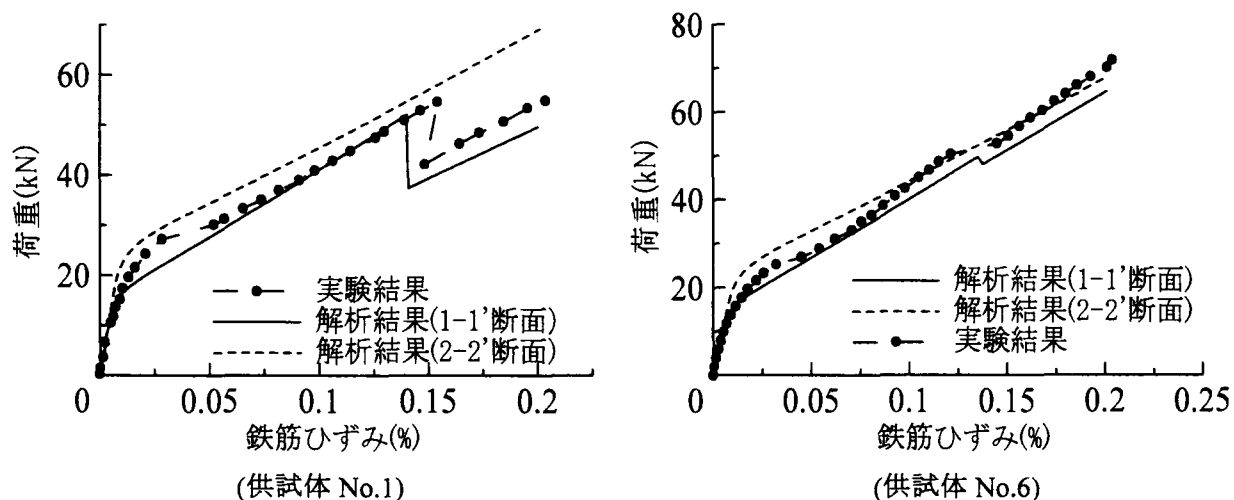 荷重(kN)
60
40
20
0
0.05
0.1
0.15
0.2
鉄筋ひずみ(%)
実験結果
解析結果(1-1'断面)
解析結果(2-2'断面)
(供試体 No.1)
荷重(kN)
80
60
40
20
0
0.05
0.1
0.15
0.2
0.25
鉄筋ひずみ(%)
解析結果(1-1'断面)
解析結果(2-2'断面)
実験結果
(供試体 No.6)